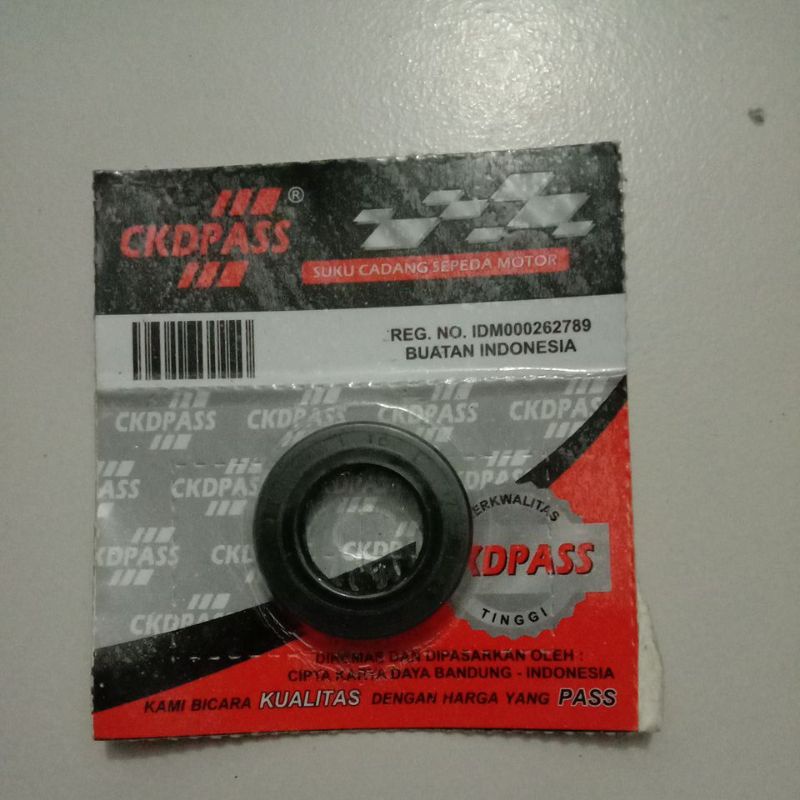 CKDPASS ®
SUKU CADANG SEPEDA MOTOR
REG. NO. IDM000262789
BUATAN INDONESIA
CKDPASS CKDPASS CKDPASS CKDPASS
CKDPASS
CKDPASS
BERKWALITAS
CKDPASS
TINGGI
DIKEMAS DAN DIPASARKAN OLEH :
CIPTA KARYA DAYA BANDUNG - INDONESIA
KAMI BICARA KUALITAS DENGAN HARGA YANG PASS